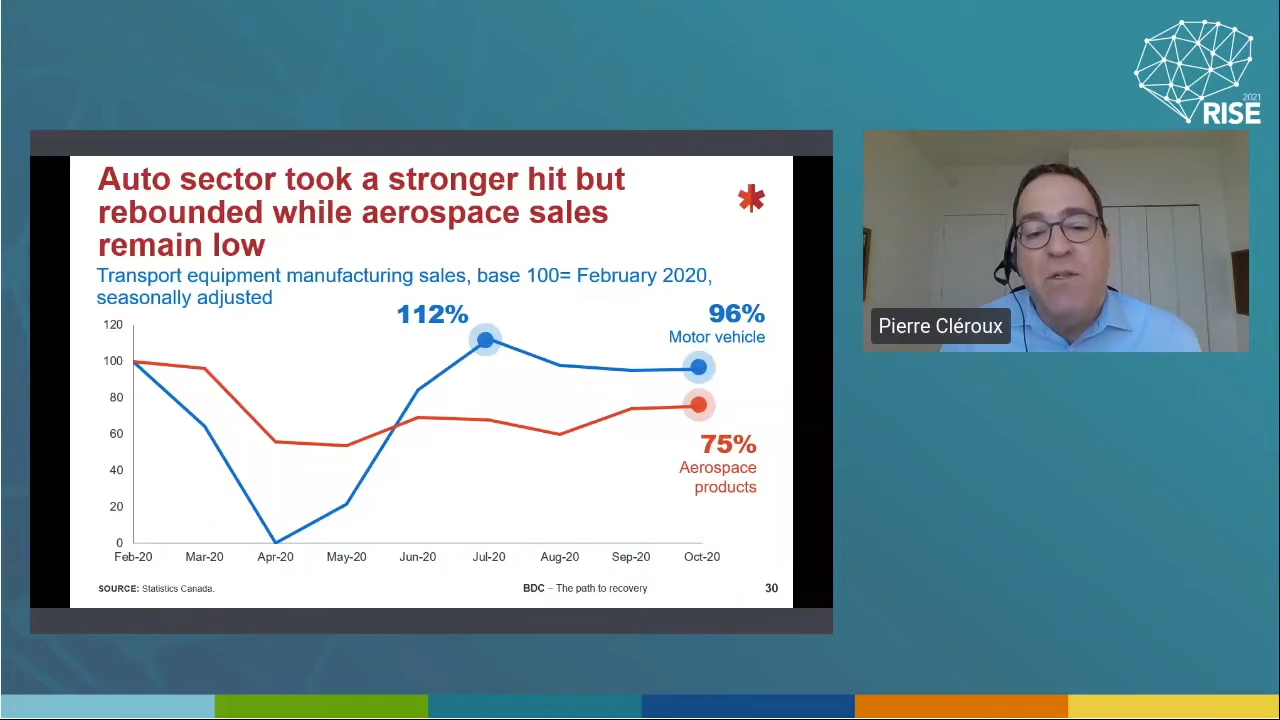 2021
RISE
Auto sector took a stronger hit but
rebounded while aerospace sales
remain low
Transport equipment manufacturing sales, base 100= February 2020,
seasonally adjusted
112%
96%
Motor vehicle
120
100
80
60
40
20
0
75%
Aerospace
products
Feb-20 Mar-20 Apr-20 May-20 Jun-20 Jul-20 Aug-20 Sep-20 Oct-20
SOURCE: Statistics Canada.
BDC – The path to recovery
30
Pierre Cléroux